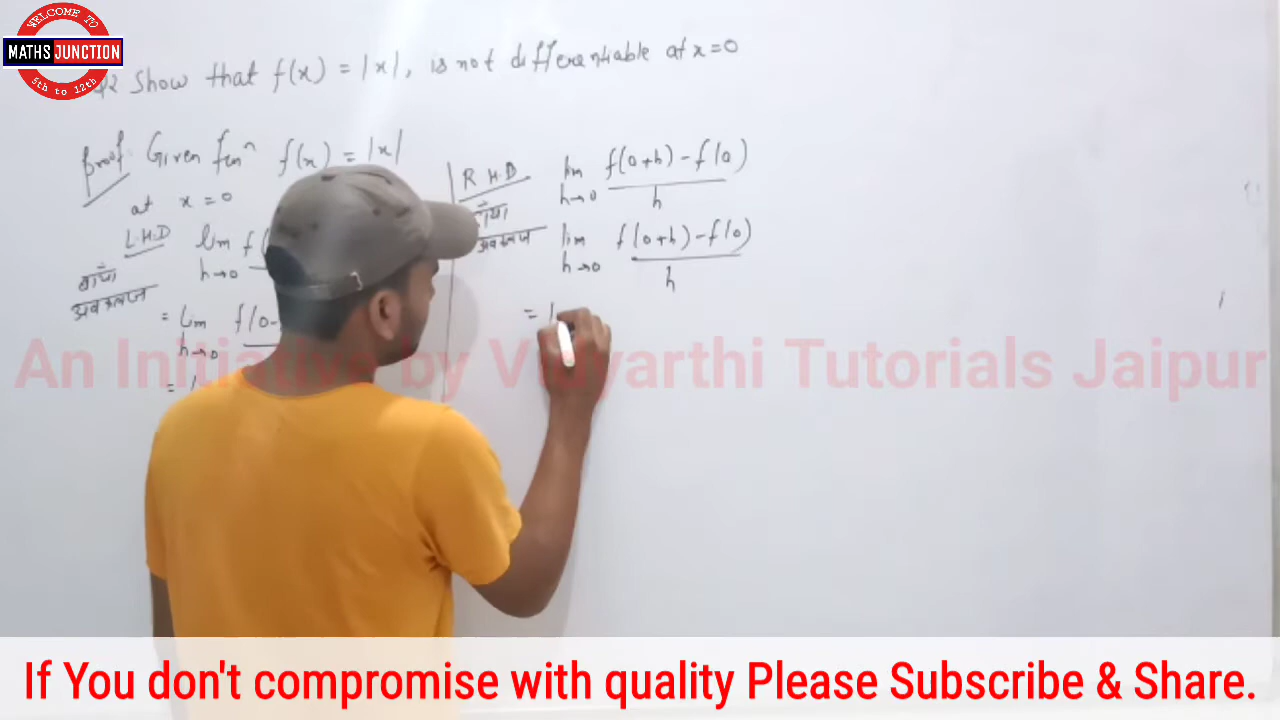 WELCOME TO
MATHS JUNCTION
5th to 12th
Show that f(x) = |x|, is not differentiable at x=0
Proof Given f(x) = |x|
at x = 0
L.H.D lim f(
h→0
बायाँ
अवकलज
= lim f(0-
h→0
=
R.H.D lim f(0+h) - f(0)
h→0 h
अवकलज lim f(0+h) - f(0)
h→0 h
= l
An Initiative by Vidyarthi Tutorials Jaipur
If You don't compromise with quality Please Subscribe & Share.